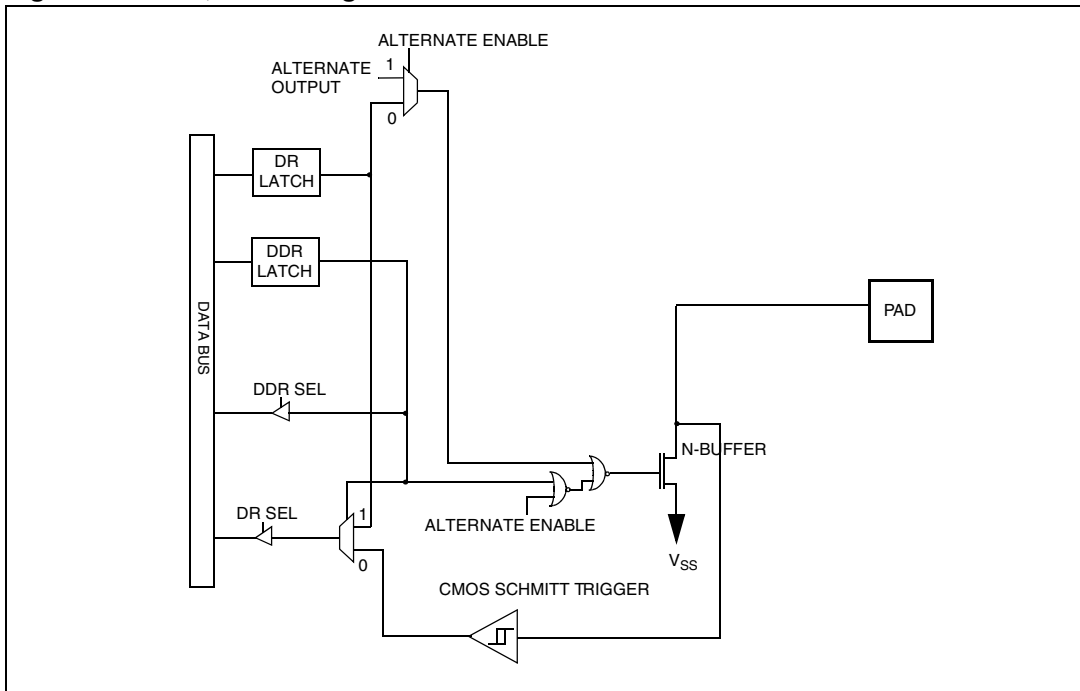 ALTERNATE ENABLE
ALTERNATE 1
OUTPUT
0
DR
LATCH
DDR
LATCH
PAD
DATA BUS
DDR SEL
N-BUFFER
DR SEL
1
ALTERNATE ENABLE
0
VSS
CMOS SCHMITT TRIGGER